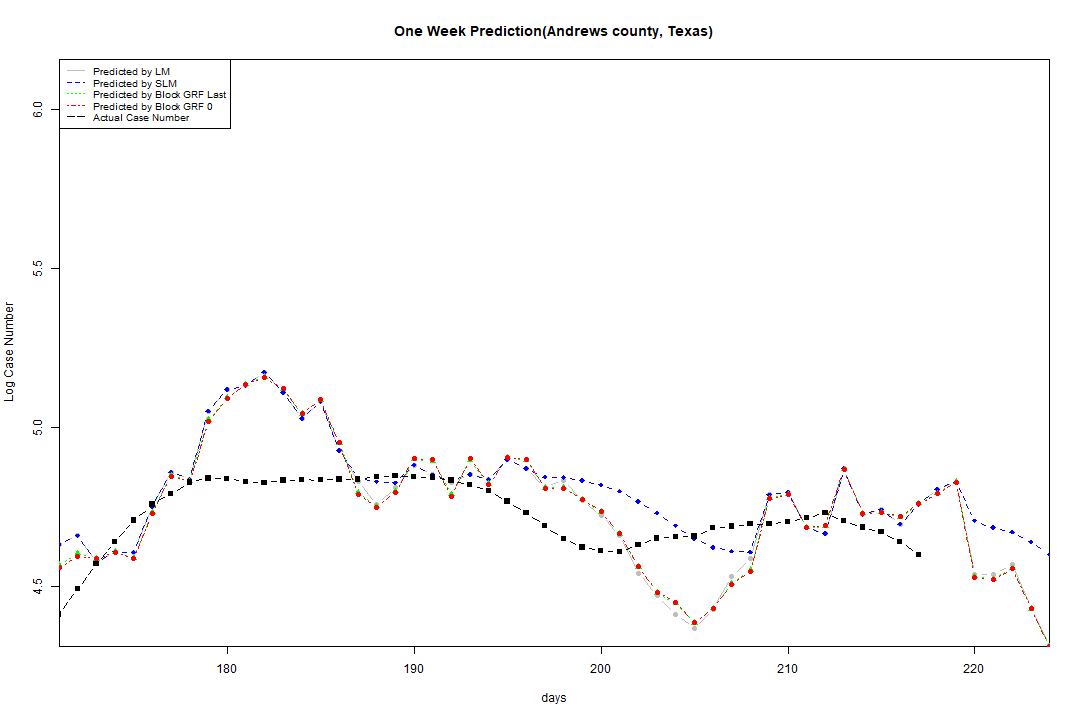 One Week Prediction(Andrews county, Texas)
Predicted by LM
Predicted by SLM
Predicted by Block GRF Last
Predicted by Block GRF 0
Actual Case Number
6.0
5.5
5.0
4.5
Log Case Number
180 190 200 210 220
days